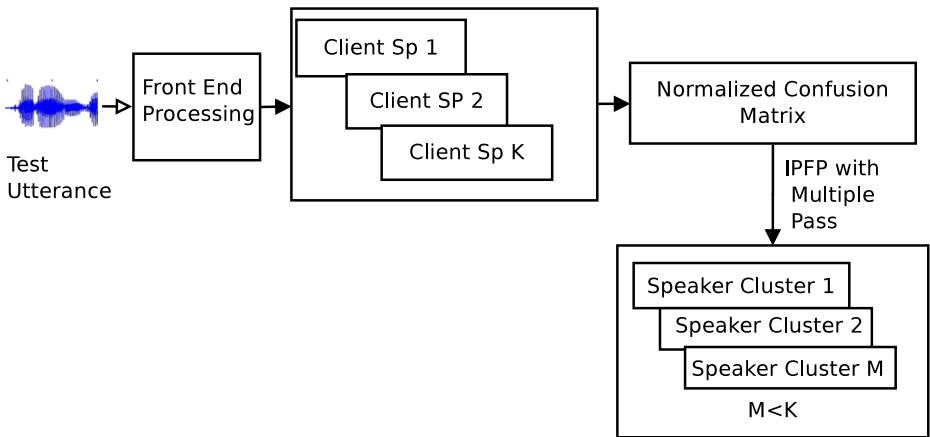 Test
Utterance
Front End
Processing
Client Sp 1
Client SP 2
Client Sp K
Normalized Confusion
Matrix
IPFP with
Multiple
Pass
Speaker Cluster 1
Speaker Cluster 2
Speaker Cluster M
M<K